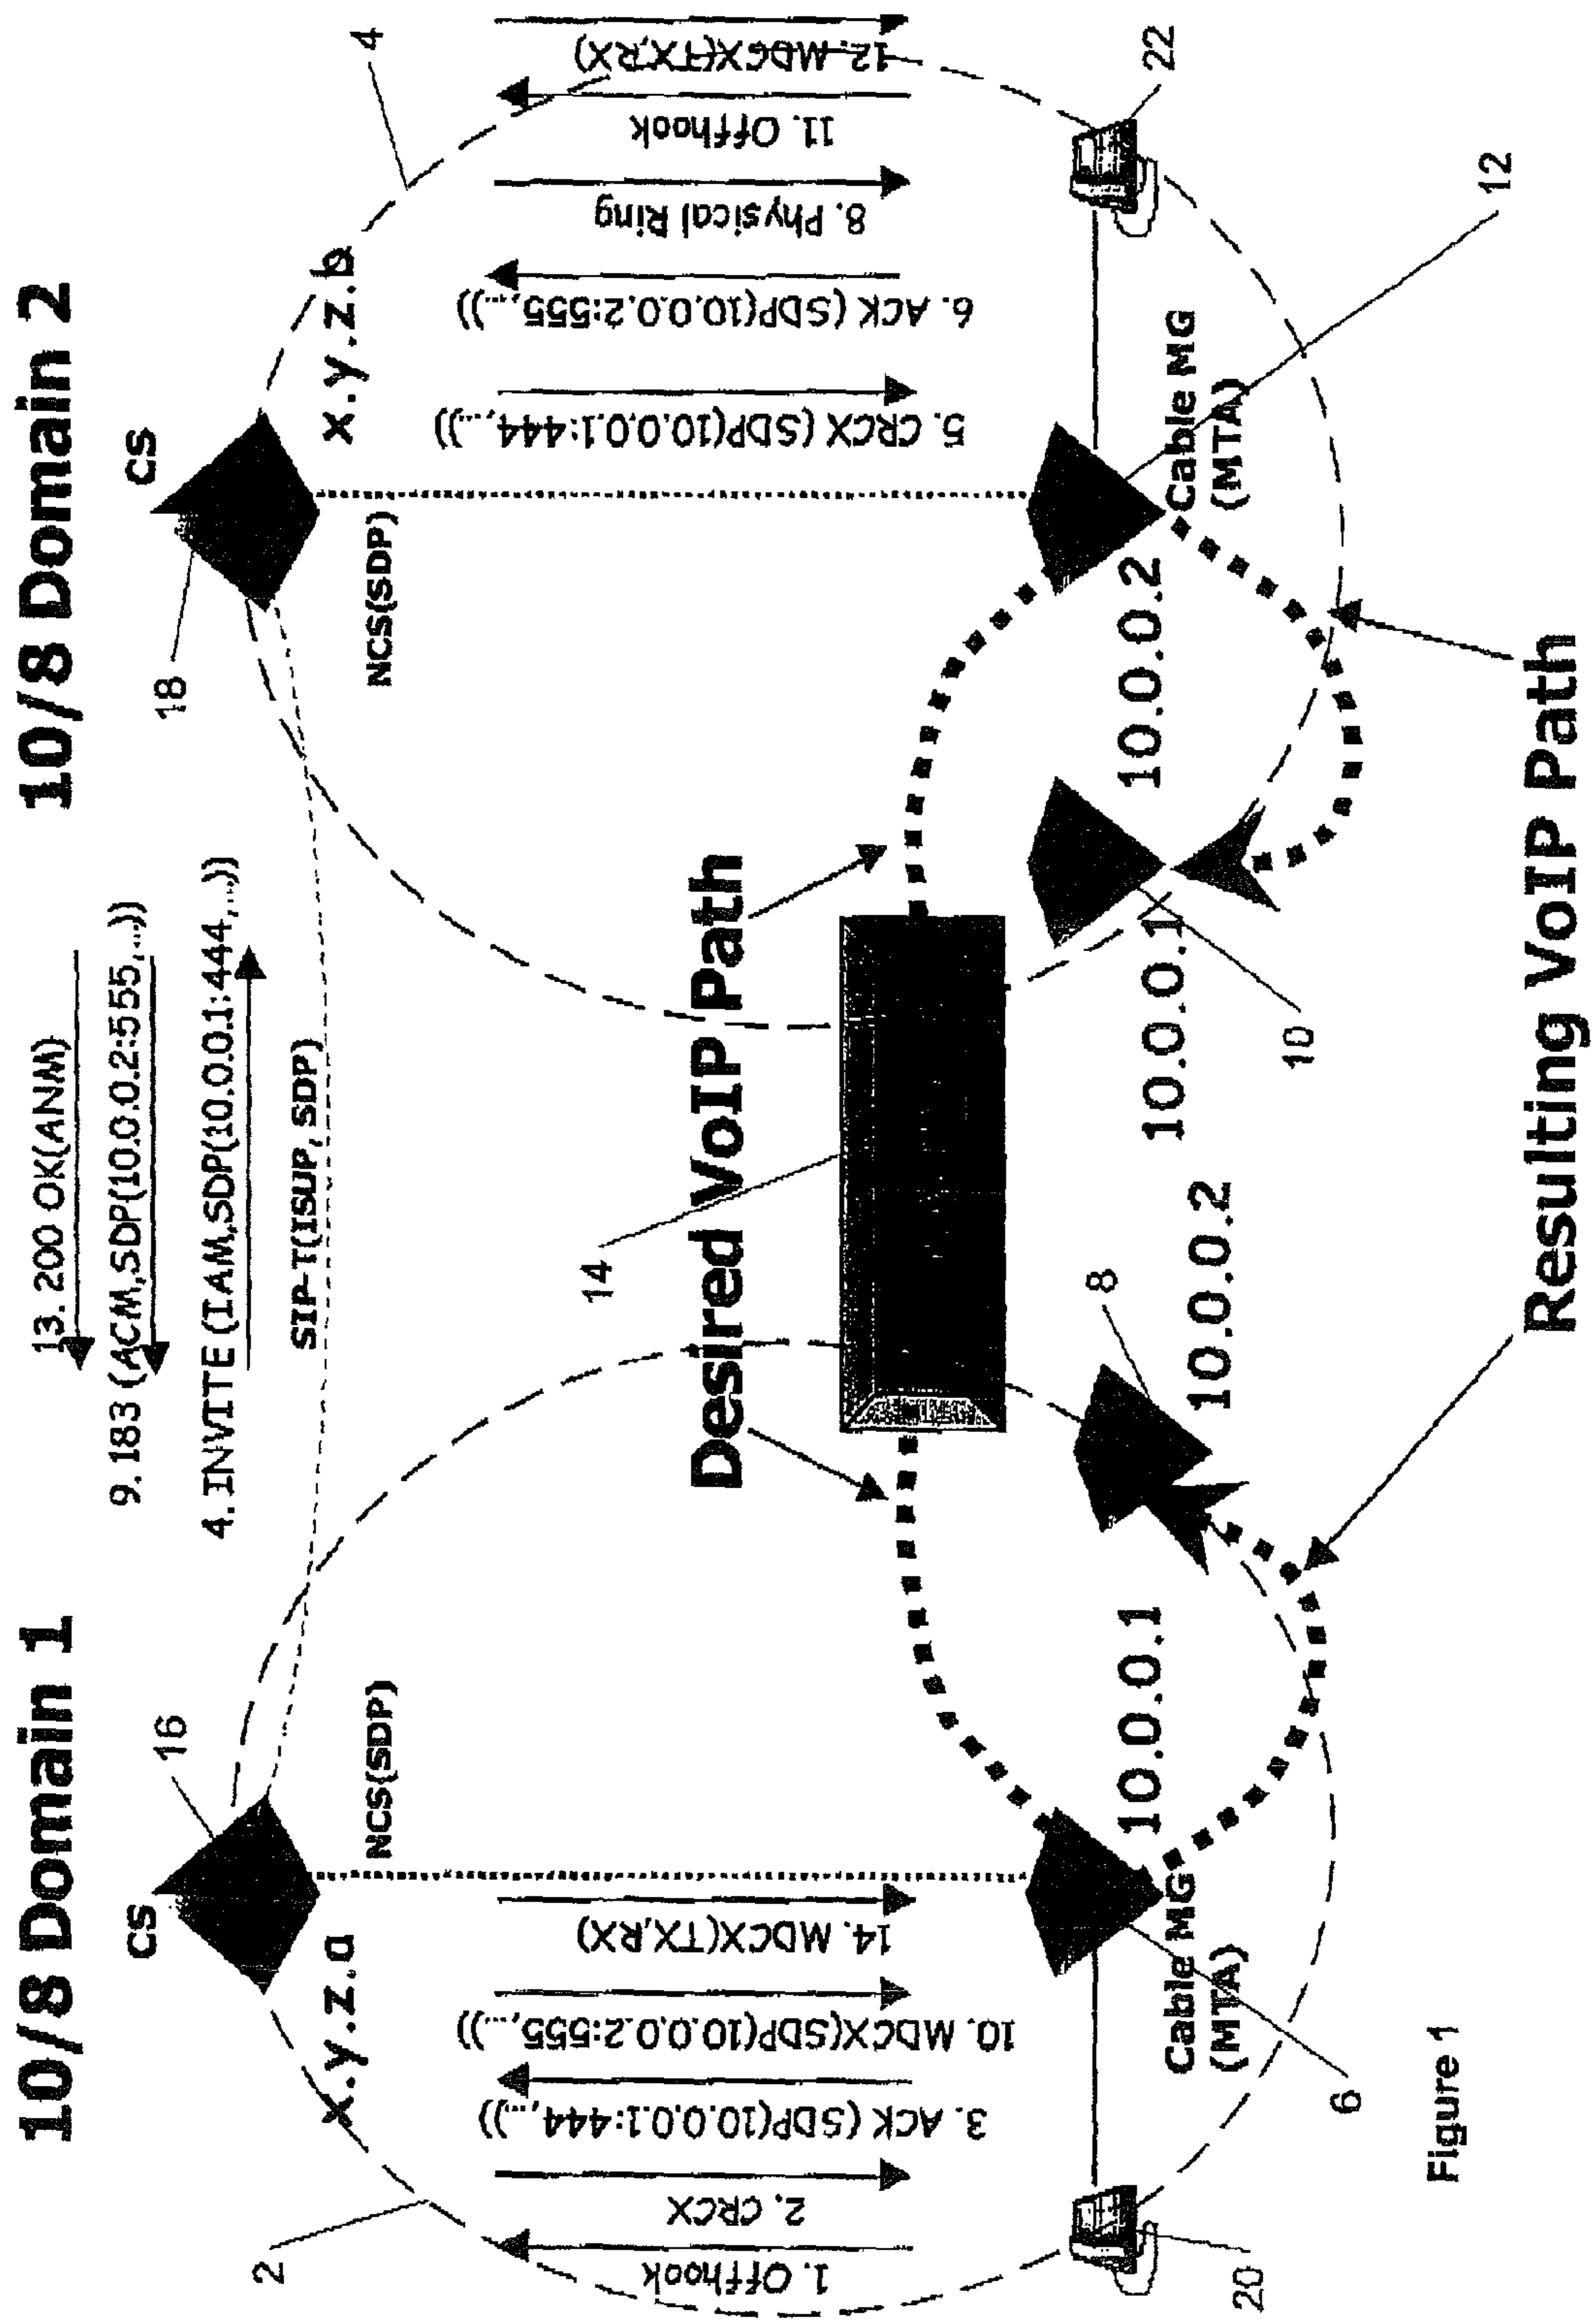 10/8 Domain 1
10/8 Domain 2
13. 200 OK(ANM)
9. 183 (ACM,SDP(10.0.0.2:555,...))
4. INVITE (IAM,SDP(10.0.0.1:444,...))
SIP-T(ISUP, SDP)
CS
16
x.y.z.a
NCS(SDP)
2
1. Offhook
2. CRCX
3. ACK (SDP(10.0.0.1:444,...))
10. MDCX(SDP(10.0.0.2:555,...))
14. MDCX(TX,RX)
CS
18
x.y.z.b
NCS(SDP)
4
5. CRCX (SDP(10.0.0.1:444,...))
6. ACK (SDP(10.0.0.2:555,...))
8. Physical Ring
11. Offhook
12. MDCX(TX,RX)
Desired VoIP Path
14
20
Cable MG
(MTA)
6
10.0.0.1
8
10.0.0.2
10.0.0.1
10
10.0.0.2
Cable MG
(MTA)
12
22
Resulting VoIP Path
Figure 1